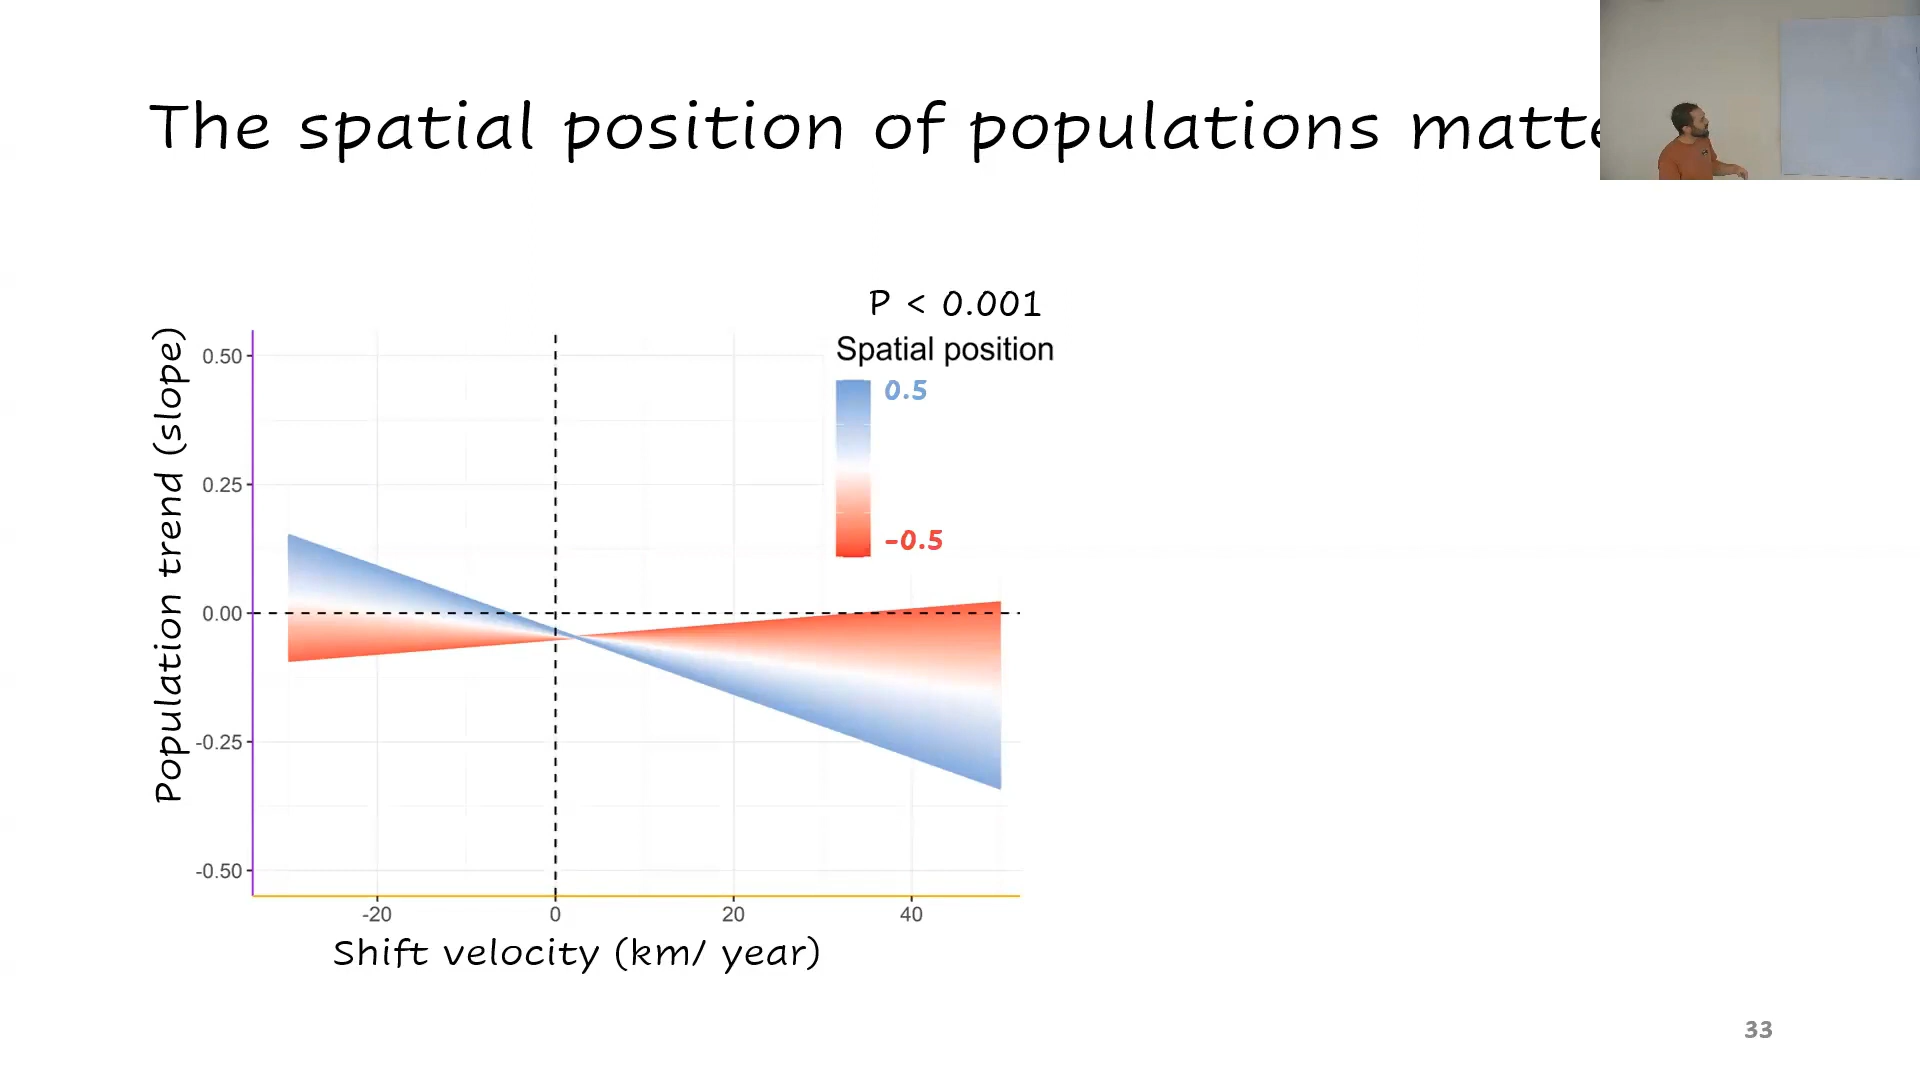 The spatial position of populations
P < 0.001
Spatial position
0.5
-0.5
Population trend (slope)
0.50
0.25
0.00
-0.25
-0.50
-20
0
20
40
Shift velocity (km/ year)
33